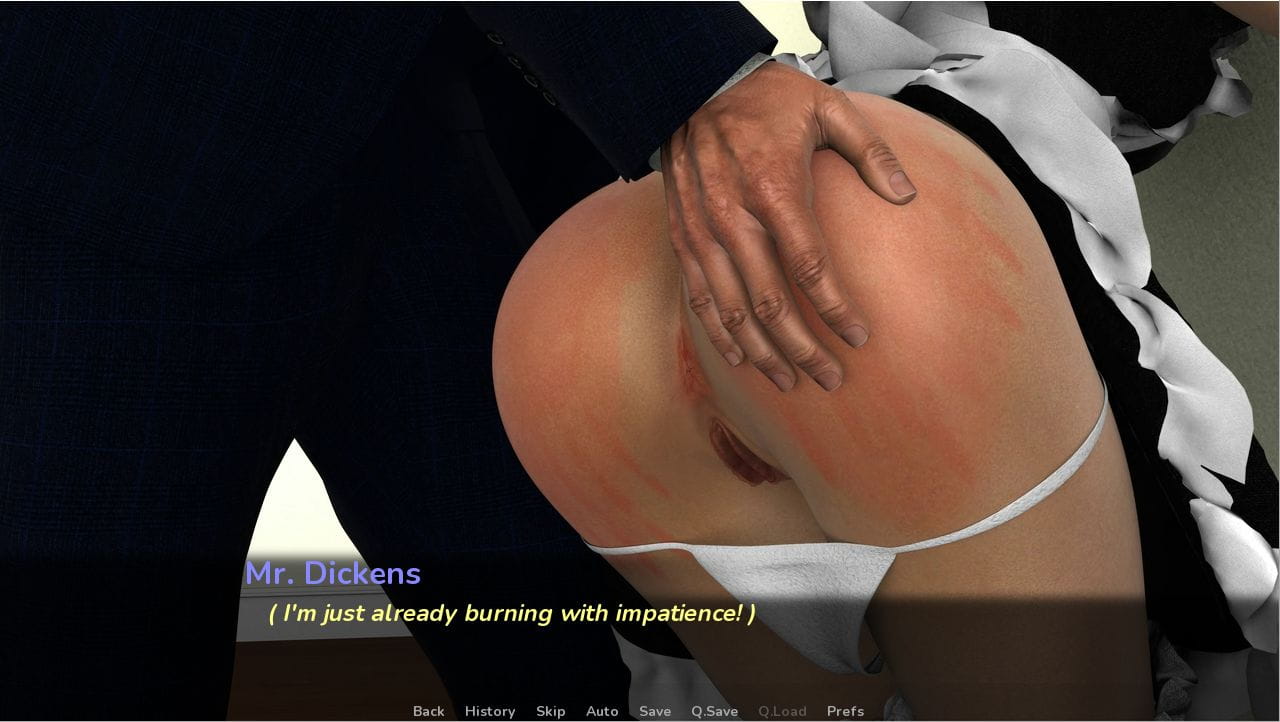 Mr. Dickens
( I'm just already burning with impatience! )
Back History Skip Auto Save Q.Save Q.Load Prefs